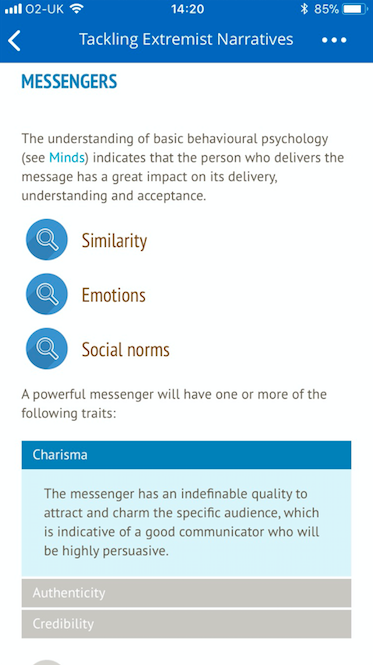 O2-UK 14:20 85%
Tackling Extremist Narratives
MESSENGERS
The understanding of basic behavioural psychology
(see Minds) indicates that the person who delivers the
message has a great impact on its delivery,
understanding and acceptance.
Similarity
Emotions
Social norms
A powerful messenger will have one or more of the
following traits:
Charisma
The messenger has an indefinable quality to
attract and charm the specific audience, which
is indicative of a good communicator who will
be highly persuasive.
Authenticity
Credibility